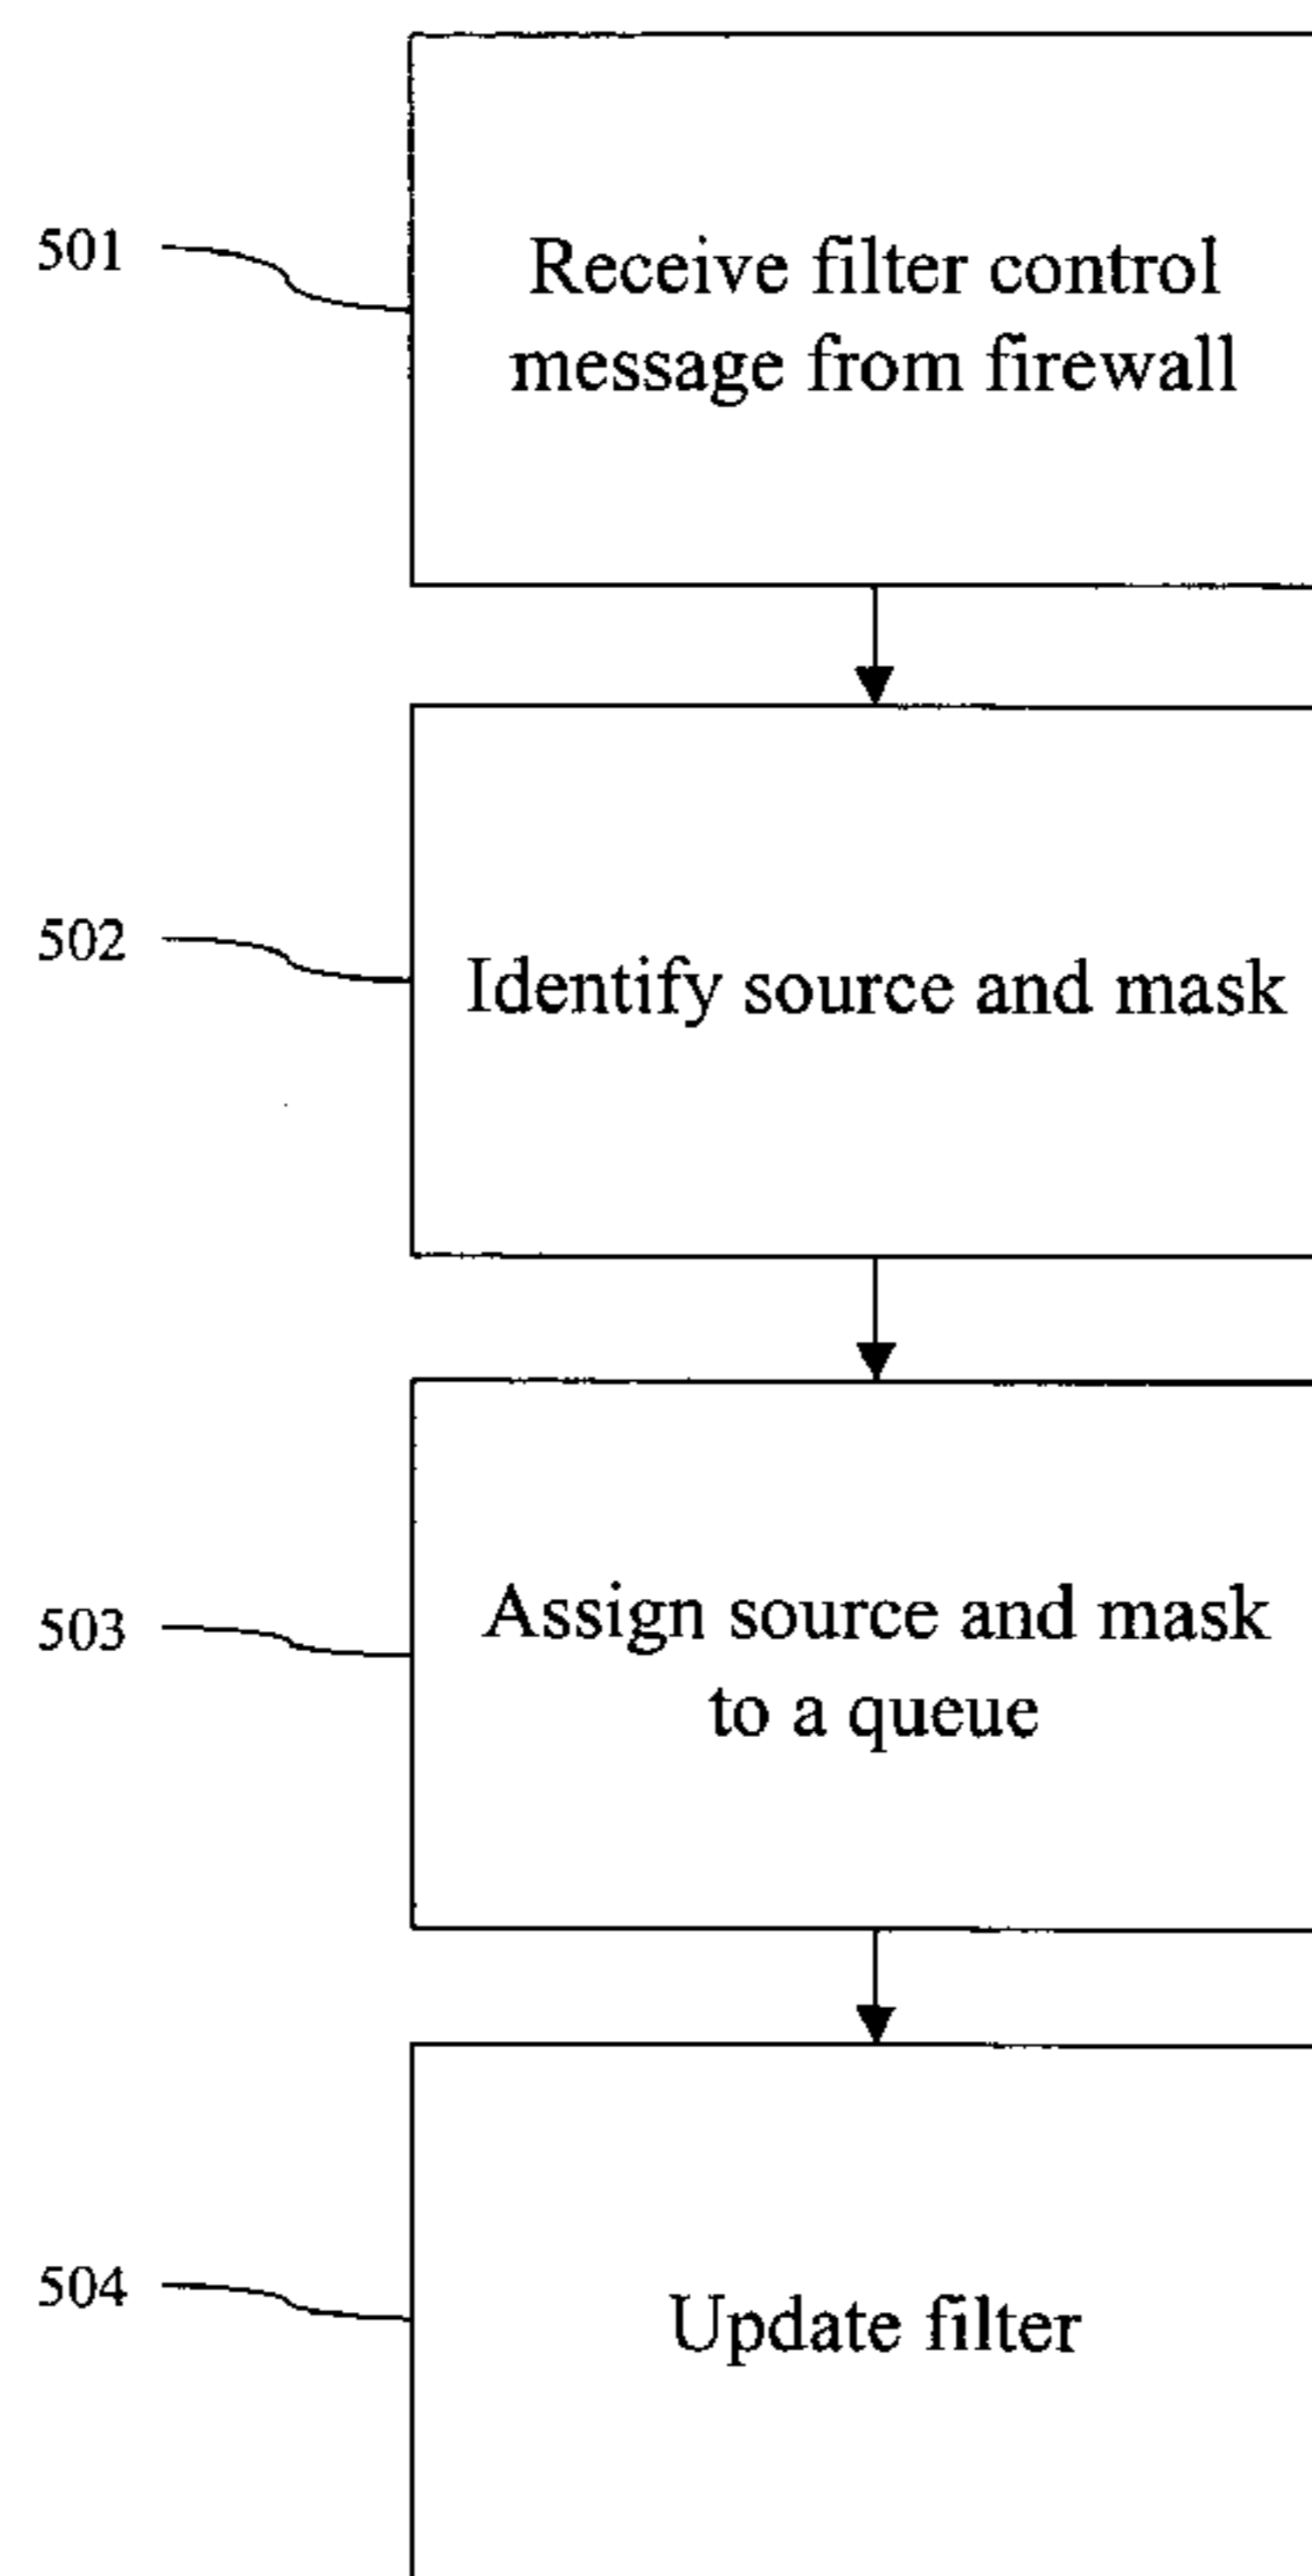 501
Receive filter control
message from firewall
502
Identify source and mask
503
Assign source and mask
to a queue
504
Update filter